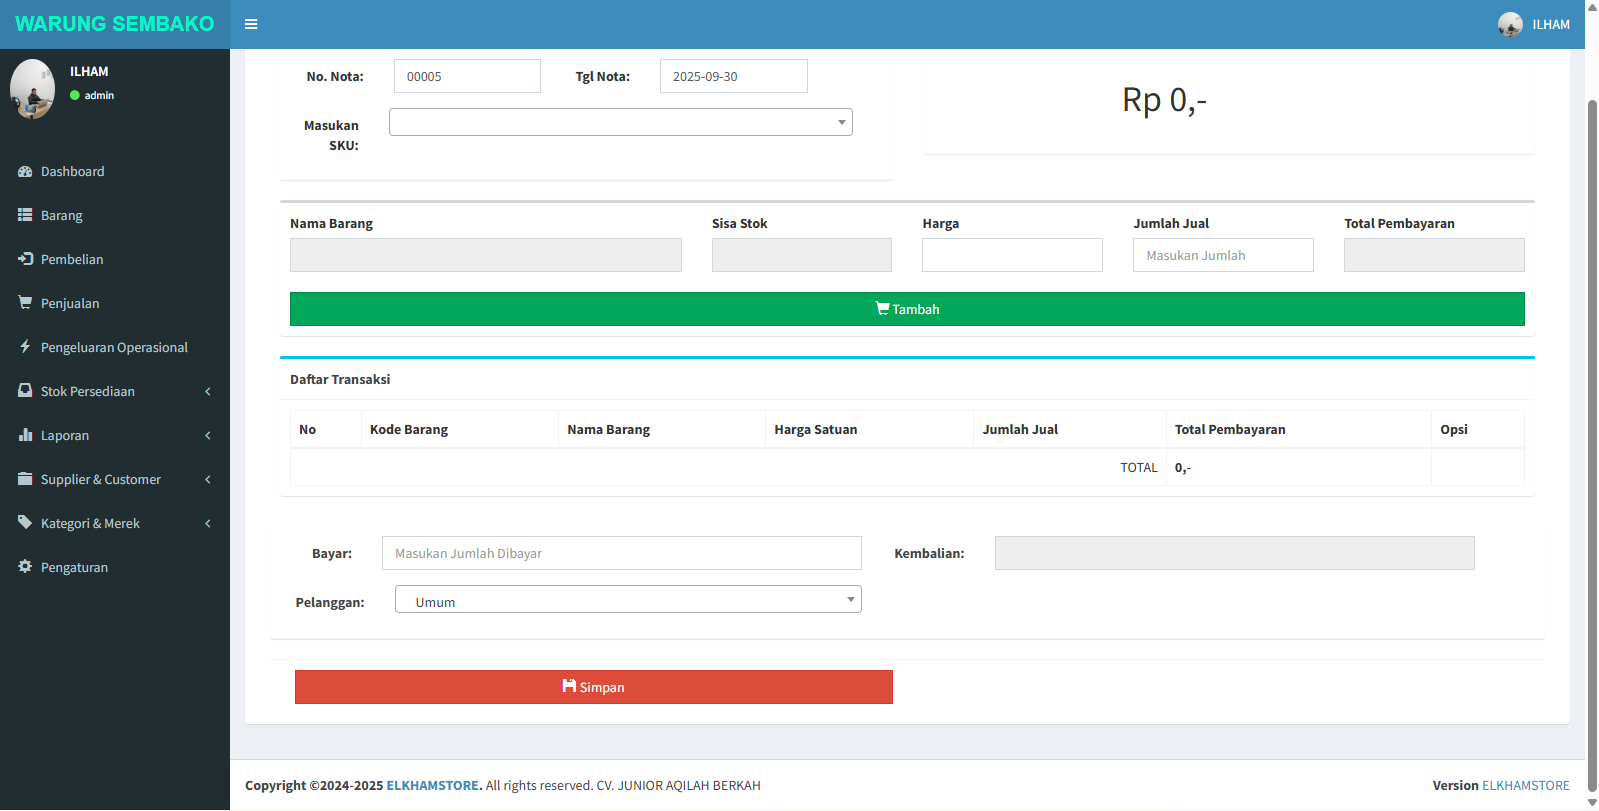 WARUNG SEMBAKO
ILHAM
ILHAM
admin
Dashboard
Barang
Pembelian
Penjualan
Pengeluaran Operasional
Stok Persediaan
Laporan
Supplier & Customer
Kategori & Merek
Pengaturan
No. Nota: 00005 Tgl Nota: 2025-09-30
Masukan
SKU:
Rp 0,-
Nama Barang Sisa Stok Harga Jumlah Jual Total Pembayaran
Masukan Jumlah
Tambah
Daftar Transaksi
No Kode Barang Nama Barang Harga Satuan Jumlah Jual Total Pembayaran Opsi
TOTAL 0,-
Bayar: Masukan Jumlah Dibayar Kembalian:
Pelanggan: Umum
Simpan
Copyright ©2024-2025 ELKHAMSTORE. All rights reserved. CV. JUNIOR AQILAH BERKAH Version ELKHAMSTORE